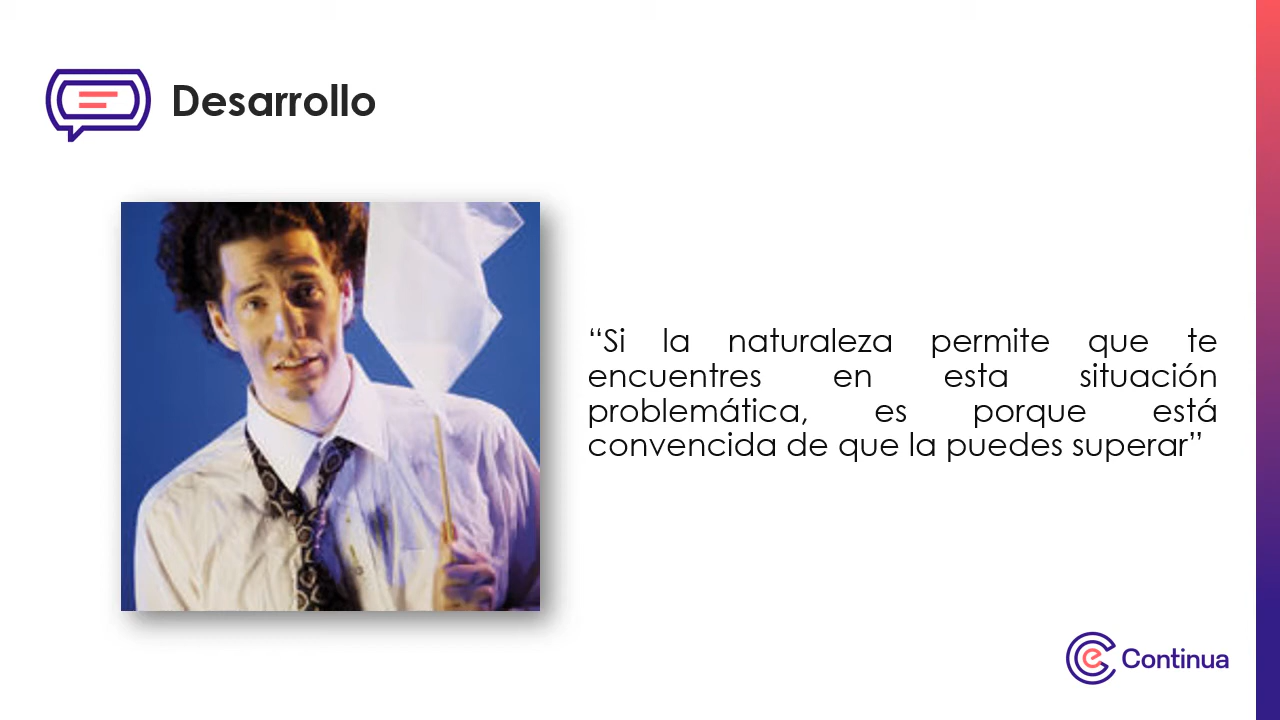 Desarrollo
“Si la naturaleza permite que te
encuentres en esta situación
problemática, es porque está
convencida de que la puedes superar”
Continua